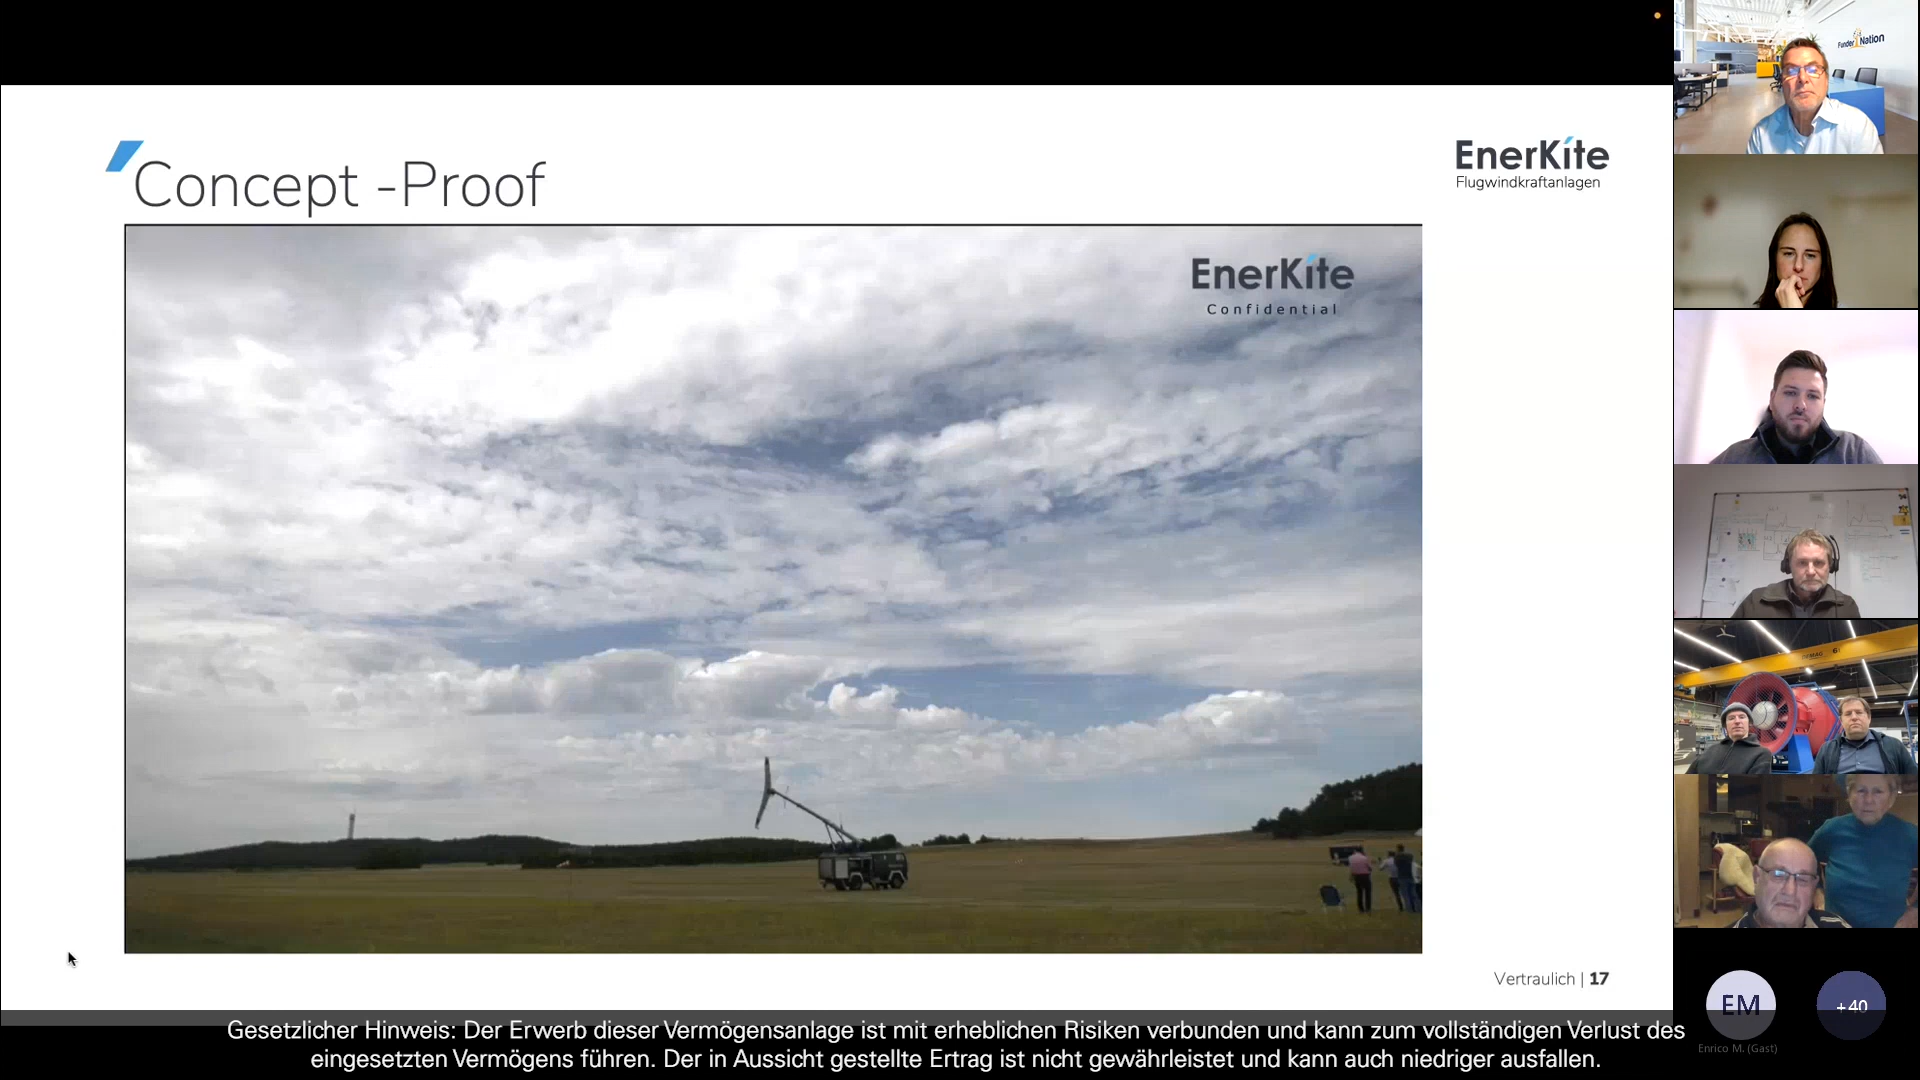 Funder Nation
Concept -Proof
EnerKite
Flugwindkraftanlagen
EnerKite
Confidential
Vertraulich | 17
EM
+40
Enrico M. (Gast)
Gesetzlicher Hinweis: Der Erwerb dieser Vermögensanlage ist mit erheblichen Risiken verbunden und kann zum vollständigen Verlust des
eingesetzten Vermögens führen. Der in Aussicht gestellte Ertrag ist nicht gewährleistet und kann auch niedriger ausfallen.